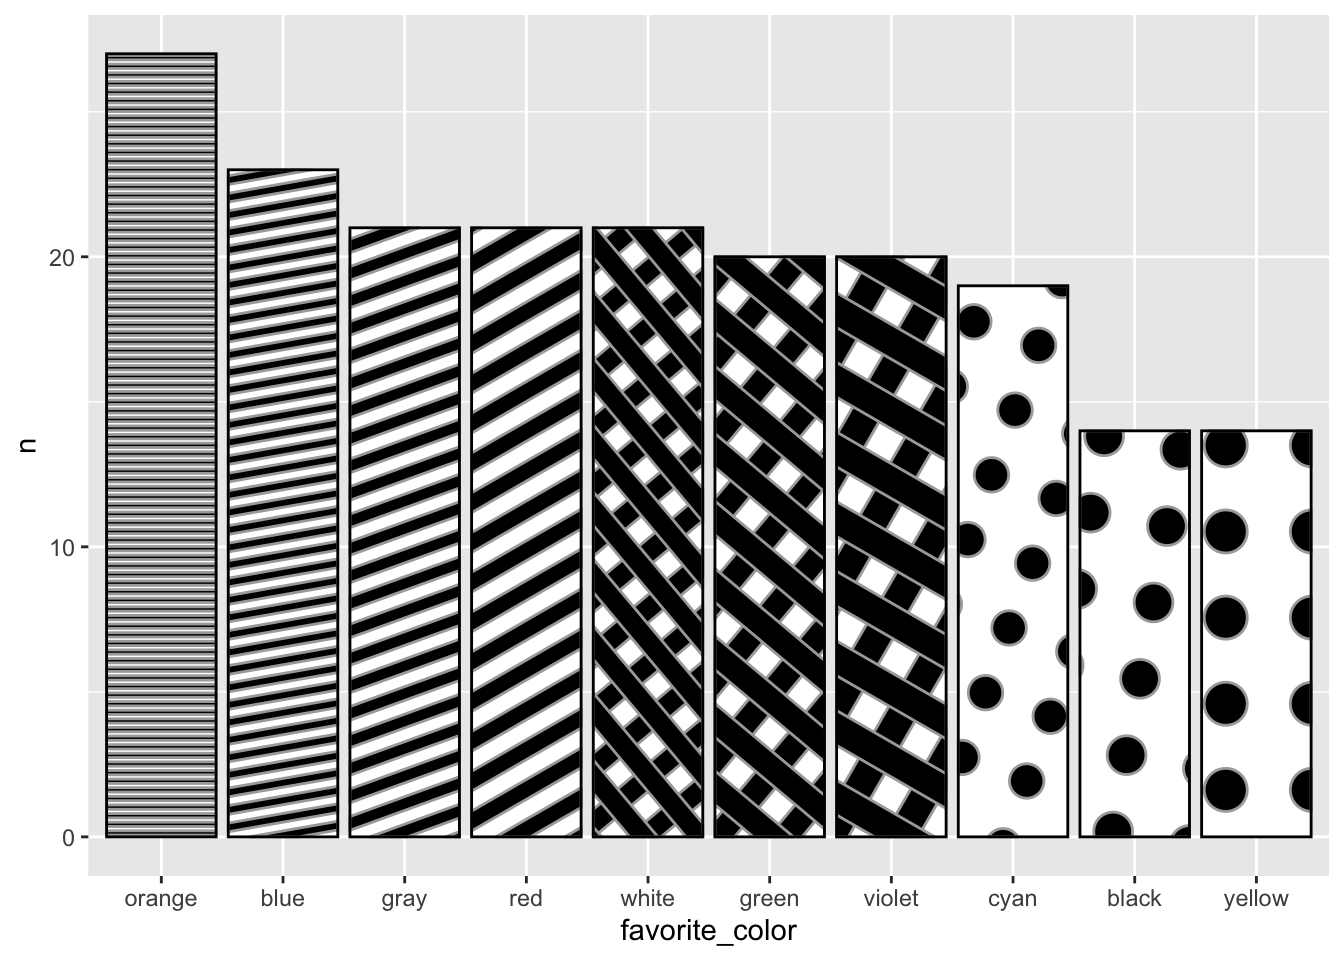 20
10
0
n
orange blue gray red white green violet cyan black yellow
favorite_color